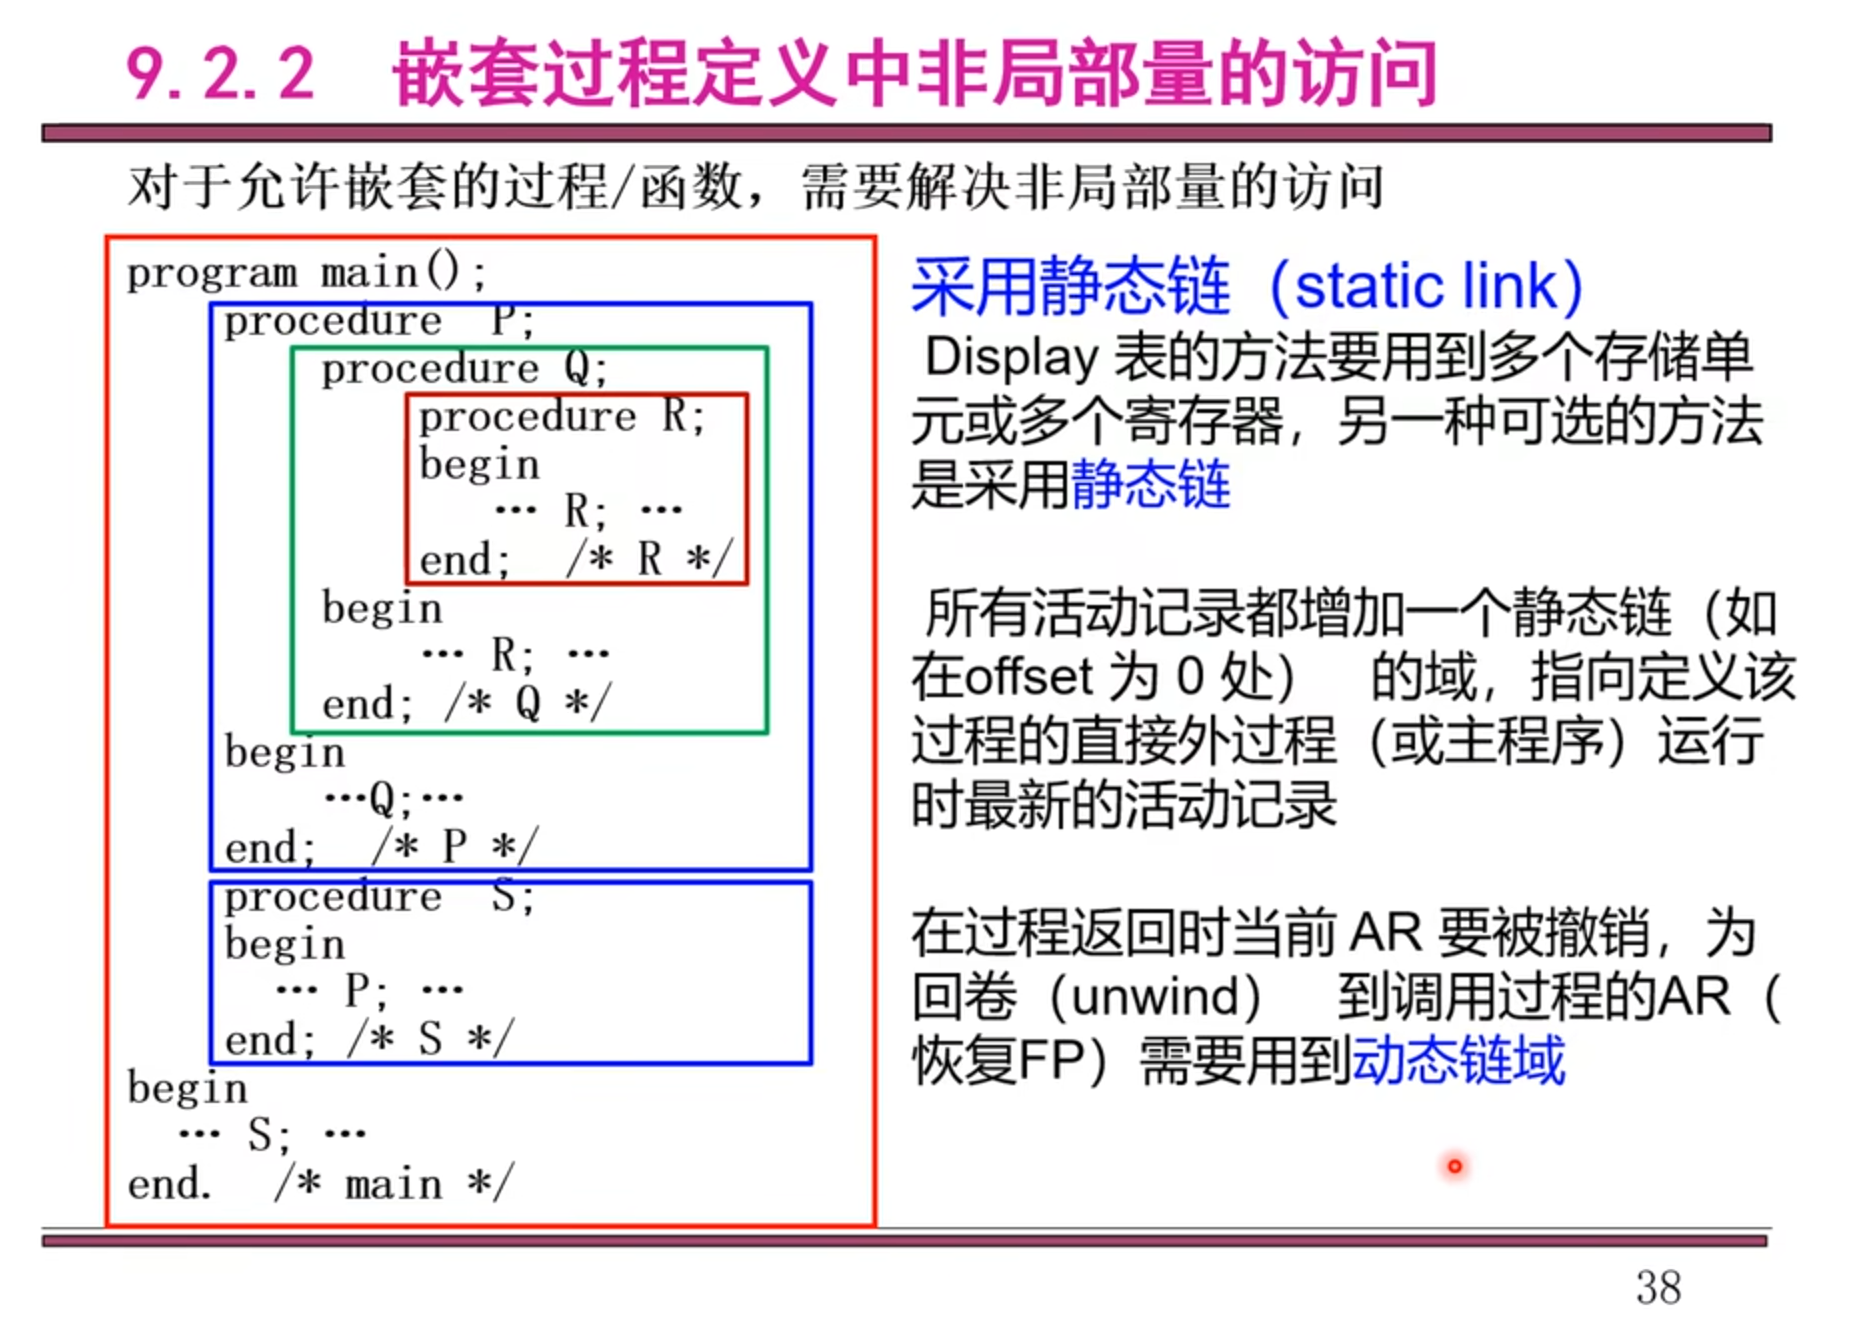 9.2.2 嵌套过程定义中非局部量的访问
对于允许嵌套的过程/函数，需要解决非局部量的访问
program main();
procedure P;
procedure Q;
procedure R;
begin
… R; …
end; /* R */
begin
… R; …
end; /* Q */
begin
…Q;…
end; /* P */
procedure S;
begin
… P; …
end; /* S */
begin
… S; …
end. /* main */
采用静态链（static link）
Display 表的方法要用到多个存储单
元或多个寄存器，另一种可选的方法
是采用静态链
所有活动记录都增加一个静态链（如
在offset 为 0 处） 的域，指向定义该
过程的直接外过程（或主程序）运行
时最新的活动记录
在过程返回时当前 AR 要被撤销，为
回卷（unwind） 到调用过程的AR（
恢复FP）需要用到动态链域
38